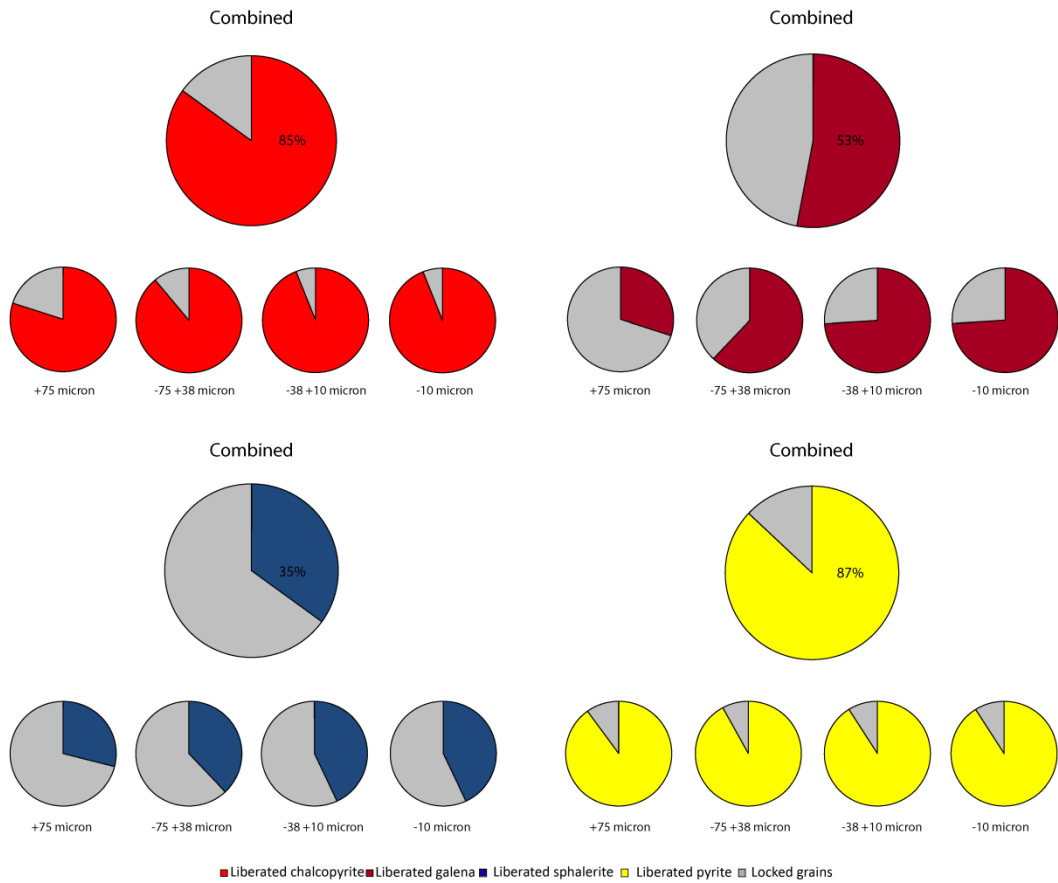 Combined
Combined
85%
53%
+75 micron
-75 +38 micron
-38 +10 micron
-10 micron
+75 micron
-75 +38 micron
-38 +10 micron
-10 micron
Combined
Combined
35%
87%
+75 micron
-75 +38 micron
-38 +10 micron
-10 micron
+75 micron
-75 +38 micron
-38 +10 micron
-10 micron
Liberated chalcopyrite Liberated galena Liberated sphalerite Liberated pyrite Locked grains